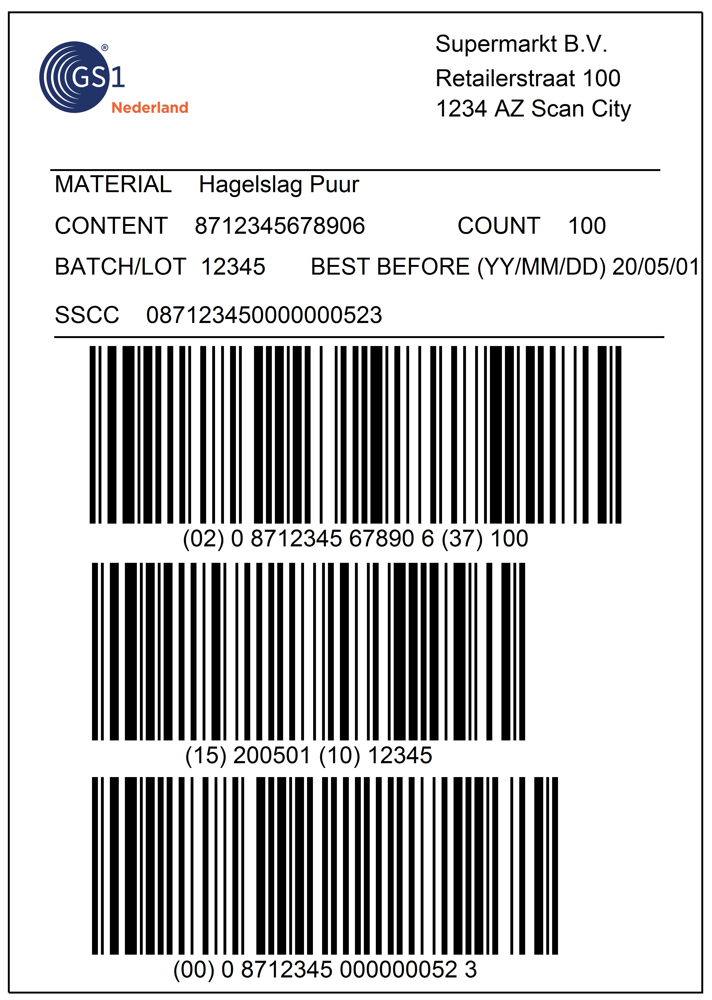 GS1®
Nederland
Supermarkt B.V.
Retailerstraat 100
1234 AZ Scan City
MATERIAL Hagelslag Puur
CONTENT 8712345678906 COUNT 100
BATCH/LOT 12345 BEST BEFORE (YY/MM/DD) 20/05/01
SSCC 087123450000000523
(02) 0 8712345 67890 6 (37) 100
(15) 200501 (10) 12345
(00) 0 8712345 000000052 3